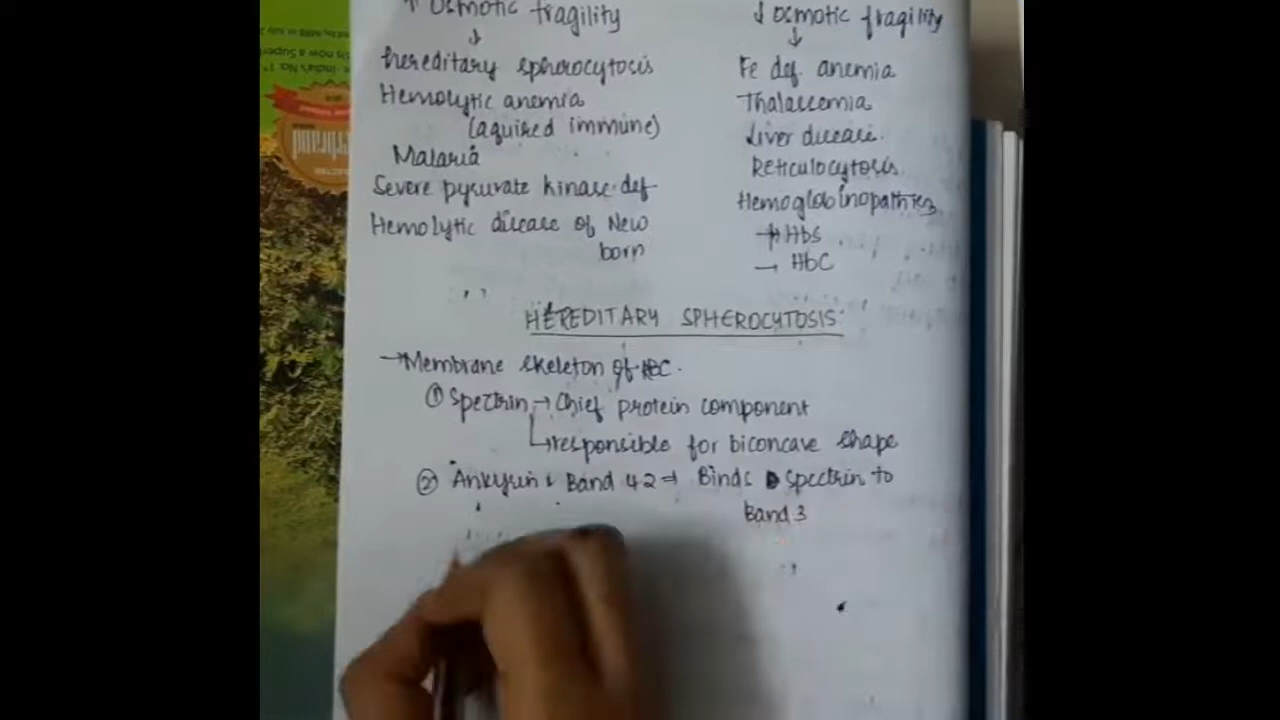 ↑ Osmotic fragility
↓
hereditary spherocytosis
Hemolytic anemia
(aquired immune)
Malaria
Severe pyruvate kinase def
Hemolytic disease of New
born
↓ osmotic fragility
↓
Fe def. anemia
Thalassemia
Liver disease.
Reticulocytosis
Hemoglobinopathies
→ HbS
→ HbC
HEREDITARY SPHEROCYTOSIS:
→ Membrane skeleton of RBC.
① Spectrin → Chief protein component
↳ responsible for biconcave shape
② Ankyrin & Band 4.2 ⇒ Binds spectrin to
Band 3